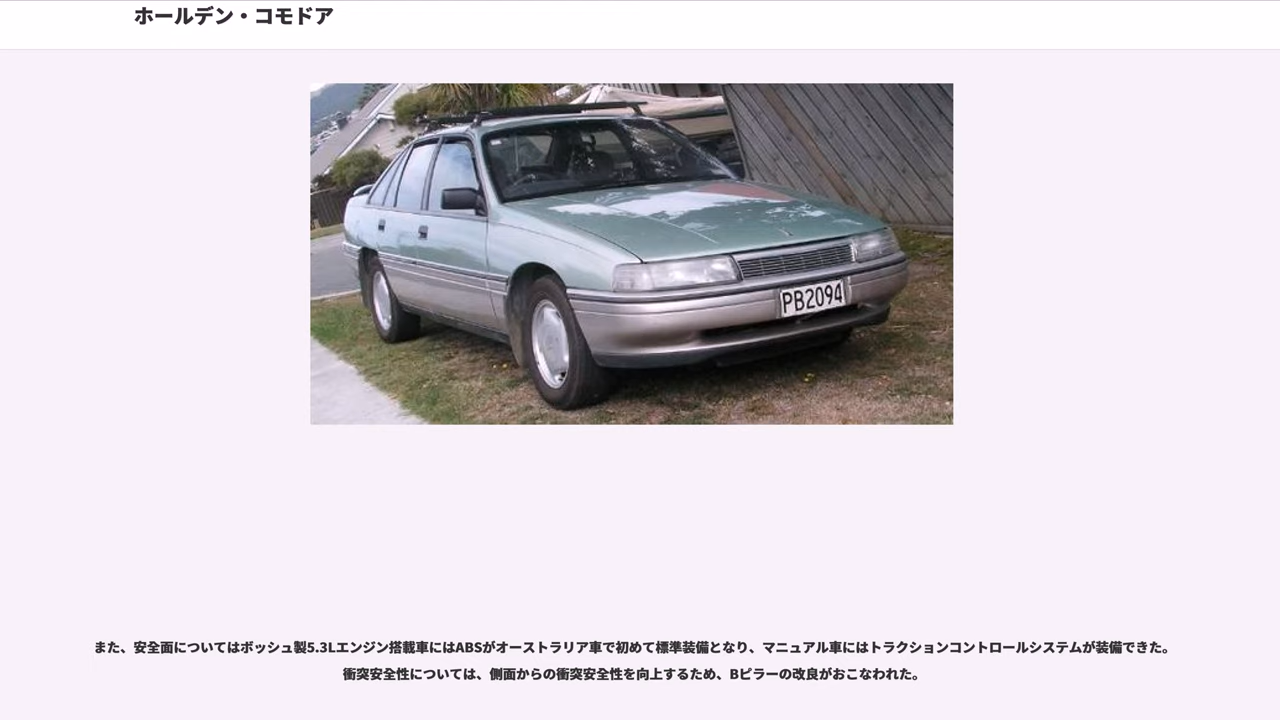 ホールデン・コモドア
PB2094
また、安全面についてはボッシュ製5.3Lエンジン搭載車にはABSがオーストラリア車で初めて標準装備となり、マニュアル車にはトラクションコントロールシステムが装備できた。
衝突安全性については、側面からの衝突安全性を向上するため、Bピラーの改良がおこなわれた。